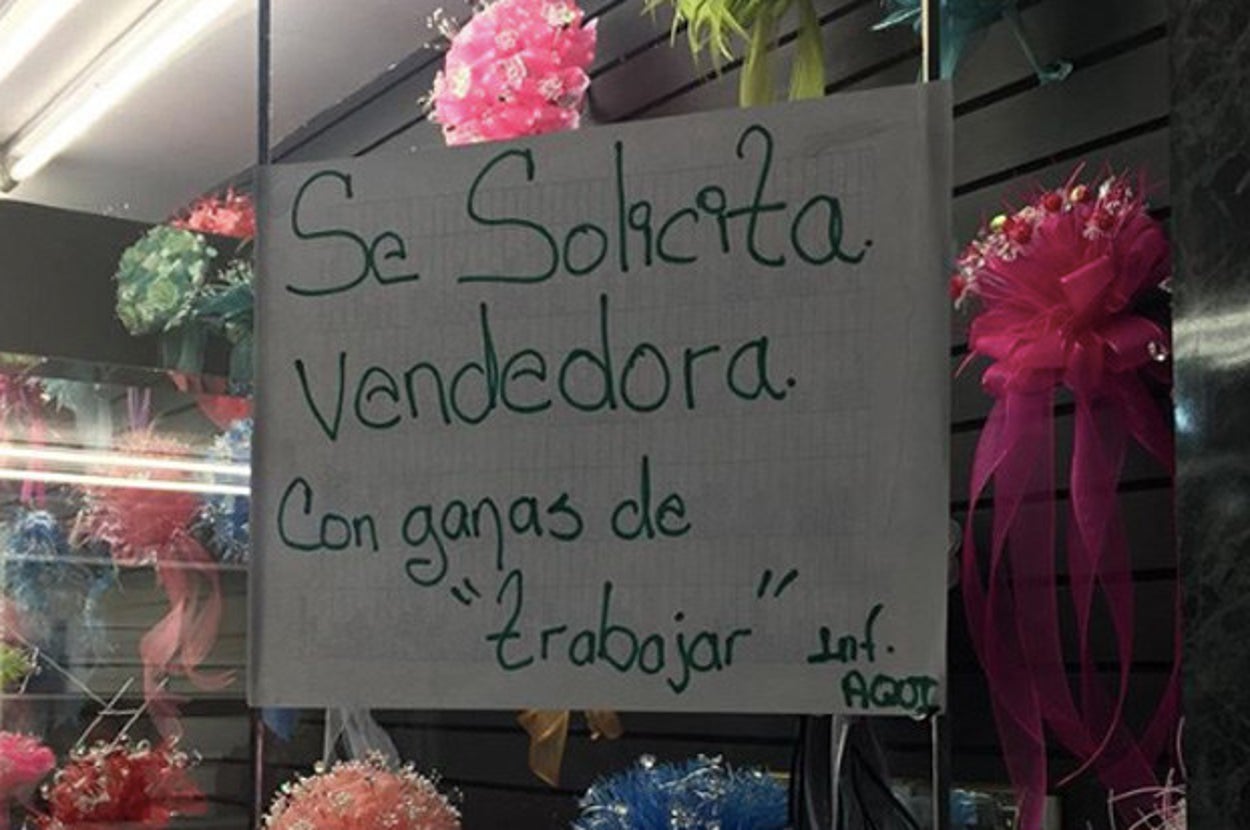 Se Solicita.
Vendedora.
Con ganas de
"trabajar" Inf.
AQUI